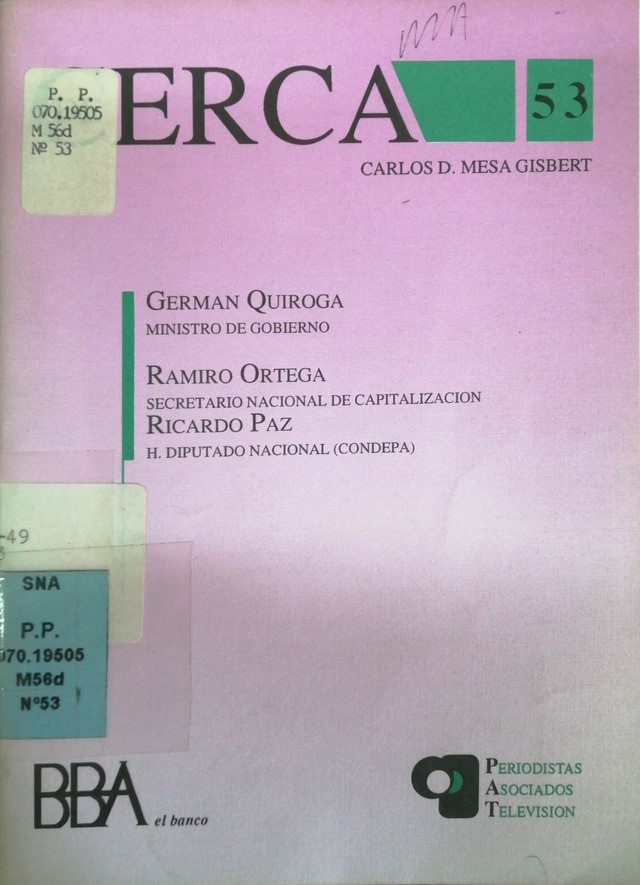 P. P.
070.19505
M 56d
Nº 53
ERCA
53
CARLOS D. MESA GISBERT
GERMAN QUIROGA
MINISTRO DE GOBIERNO
RAMIRO ORTEGA
SECRETARIO NACIONAL DE CAPITALIZACION
RICARDO PAZ
H. DIPUTADO NACIONAL (CONDEPA)
-49
SNA
P.P.
070.19505
M56d
Nº53
BBA el banco
PERIODISTAS
ASOCIADOS
TELEVISION